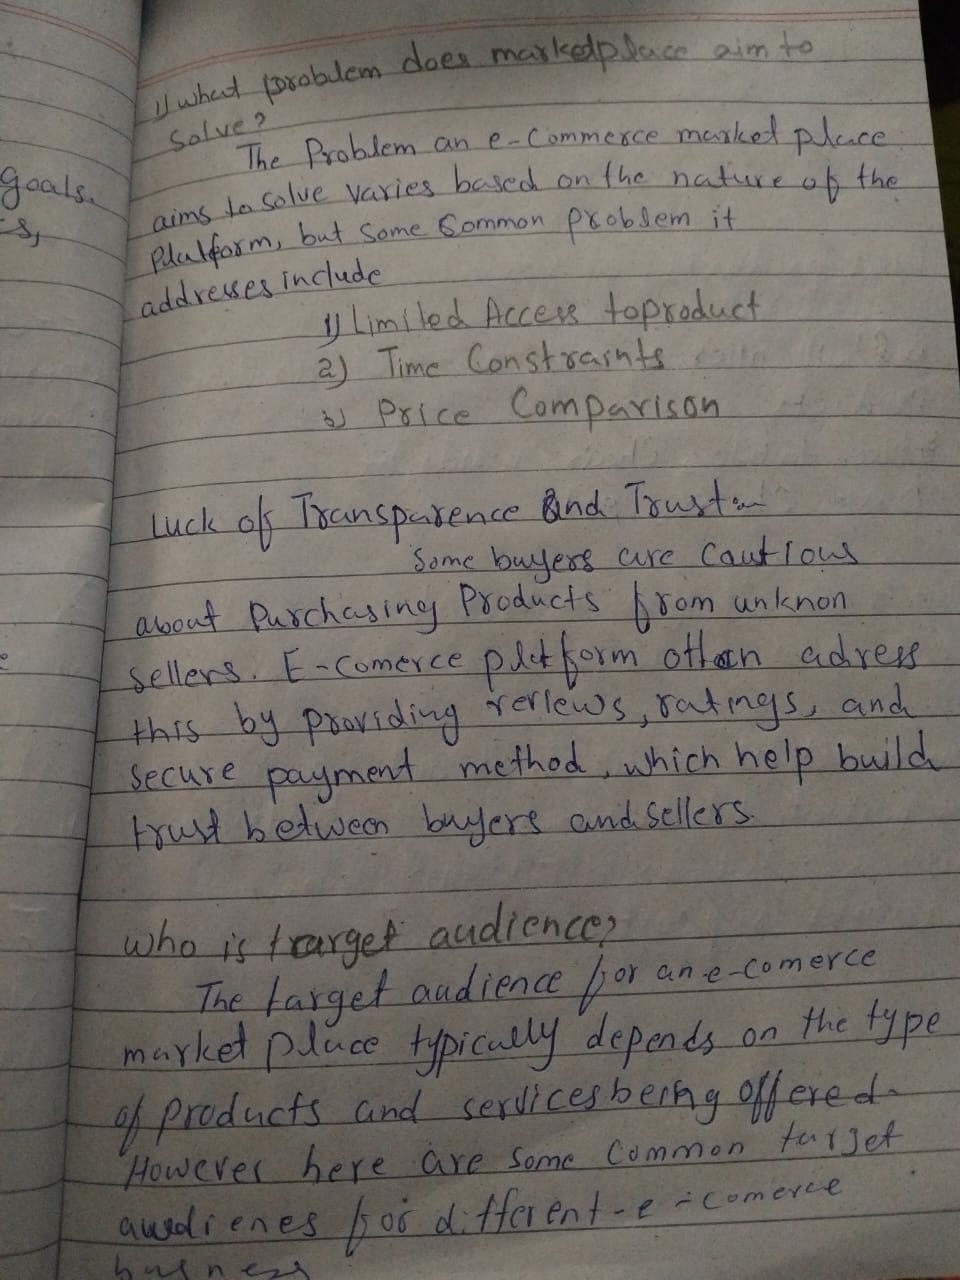 goals.
s,
1) what problem does marketplace aim to
Solve?
The Problem an e-Commerce market place
aims to solve varies based on the nature of the
Platform, but Some Common problem it
addresses include
1) Limited Access toproduct
2) Time Constraints
3) Price Comparison
Luck of Transparence And Trust
Some buyers are Cautious
about Purchasing Products from unknon
sellers. E-comerce platform adress
this by providing reviews, ratings, and
secure payment method, which help build
trust between buyers and sellers.
who is target audience?
The target audience for an e-comerce
market place typically depends on the type
of products and services being offered.
However here are Some Common target
for different-e-comerce